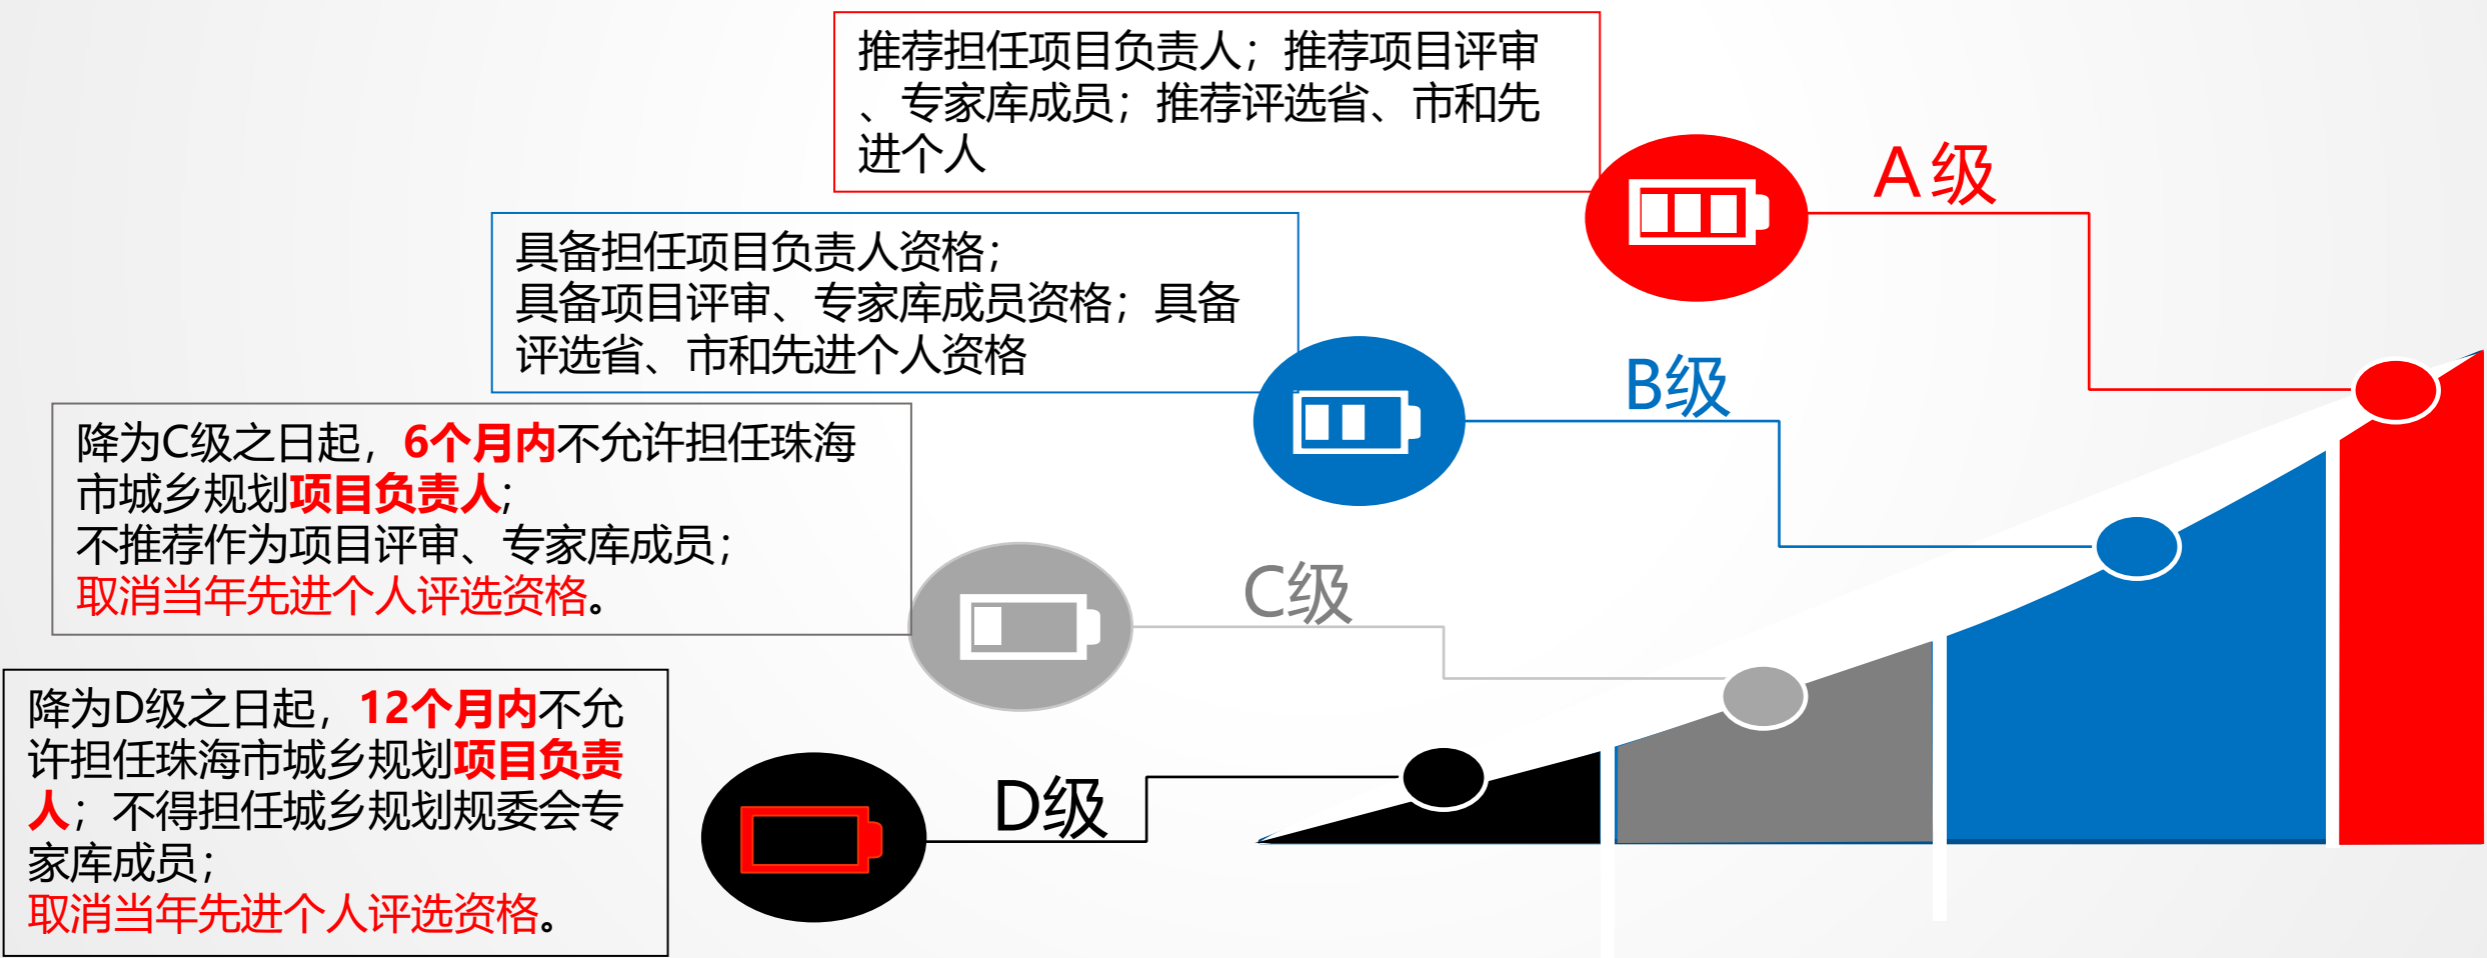 推荐担任项目负责人；推荐项目评审
、专家库成员；推荐评选省、市和先
进个人
A级
具备担任项目负责人资格；
具备项目评审、专家库成员资格；具备
评选省、市和先进个人资格
B级
降为C级之日起，6个月内不允许担任珠海
市城乡规划项目负责人;
不推荐作为项目评审、专家库成员；
取消当年先进个人评选资格。
C级
降为D级之日起，12个月内不允
许担任珠海市城乡规划项目负责
人；不得担任城乡规划规委会专
家库成员；
取消当年先进个人评选资格。
D级